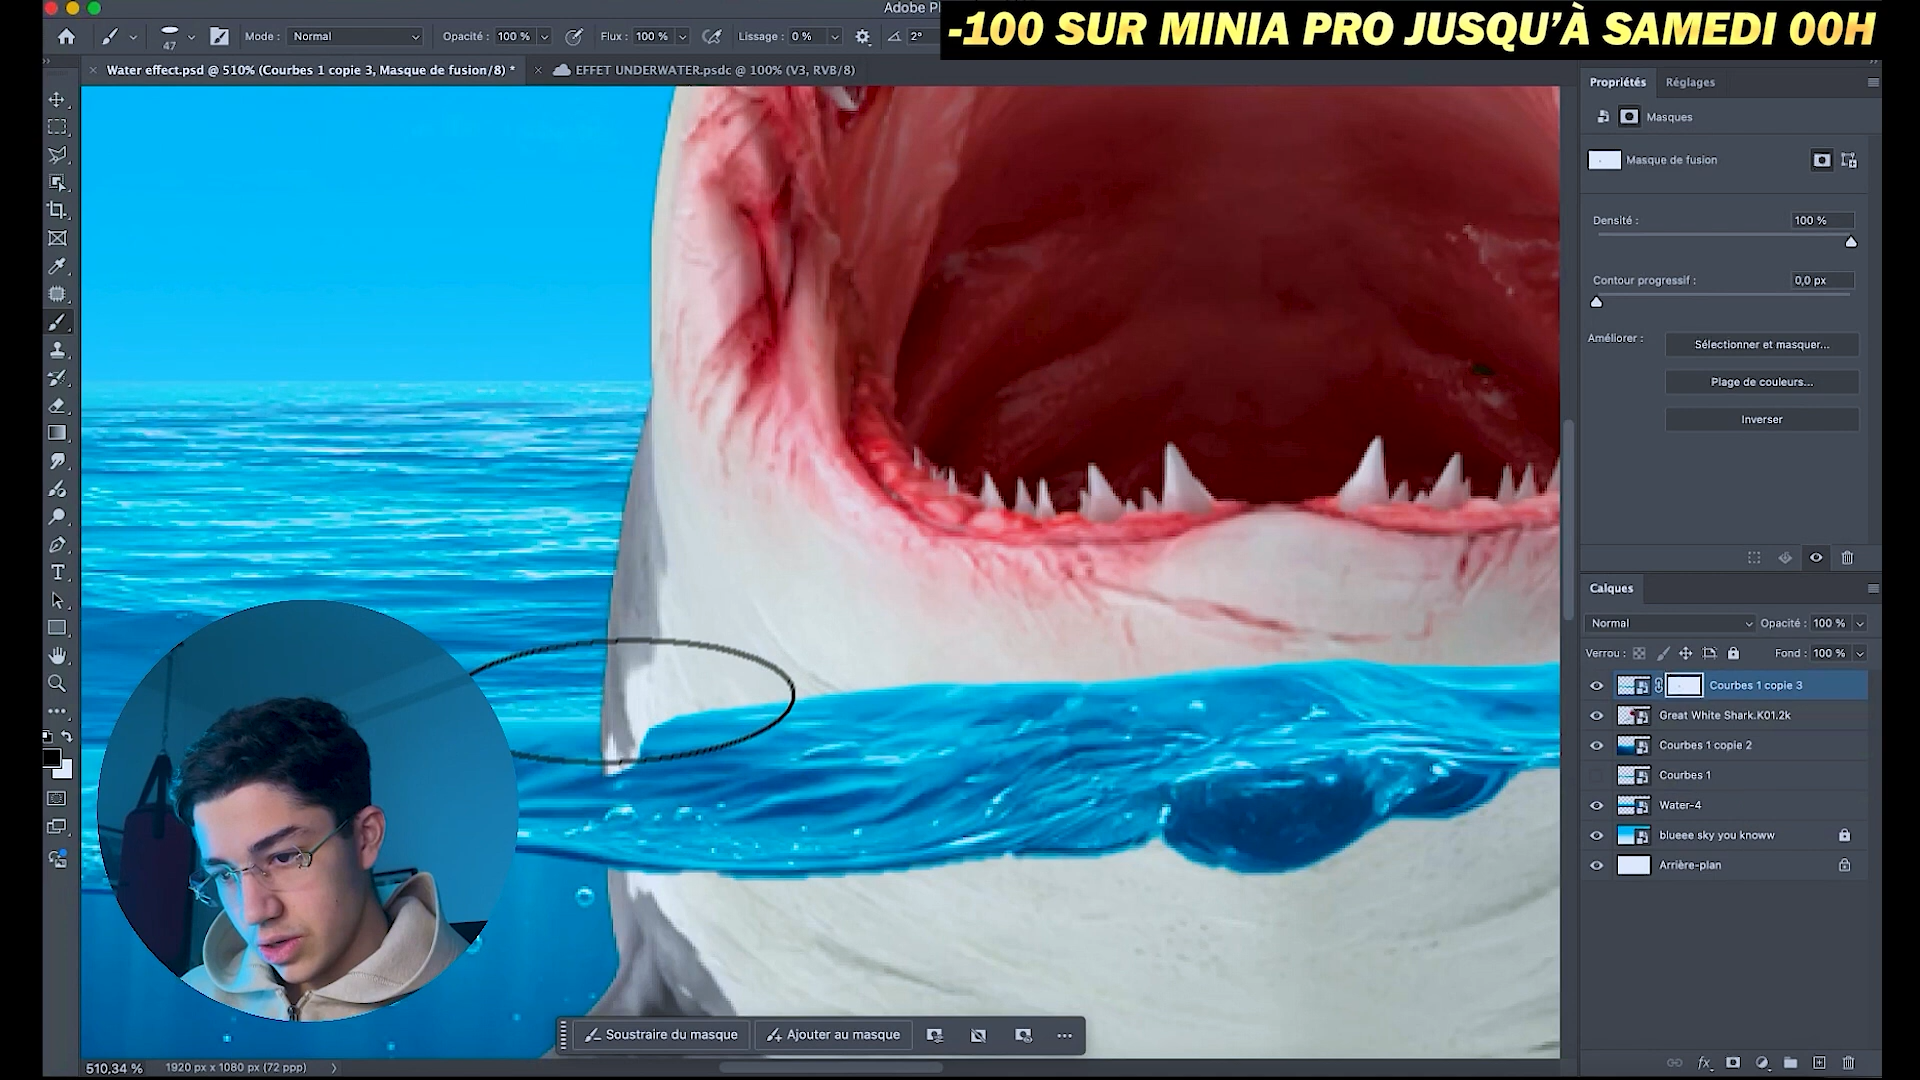 Adobe P
-100 SUR MINIA PRO JUSQU'À SAMEDI 00H
47
Mode : Normal
Opacité : 100 %
Flux : 100 %
Lissage : 0 %
2°
Water effect.psd @ 510% (Courbes 1 copie 3, Masque de fusion/8) *
EFFET UNDERWATER.psdc @ 100% (V3, RVB/8)
Propriétés
Réglages
Masques
Masque de fusion
Densité : 100 %
Contour progressif : 0,0 px
Améliorer : Sélectionner et masquer...
Plage de couleurs...
Inverser
Calques
Normal
Opacité : 100 %
Verrou :
Fond : 100 %
Courbes 1 copie 3
Great White Shark.K01.2k
Courbes 1 copie 2
Courbes 1
Water-4
blueee sky you knoww
Arrière-plan
Soustraire du masque
Ajouter au masque
510,34 %
1920 px x 1080 px (72 ppp)